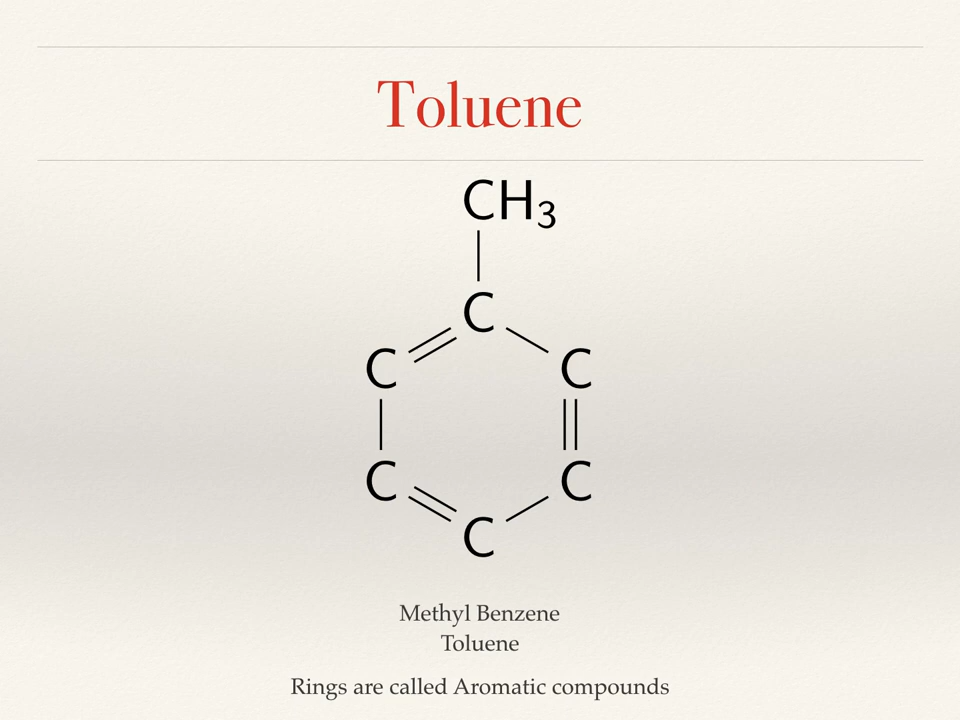 Toluene
CH₃
C
C C
C C
C
Methyl Benzene
Toluene
Rings are called Aromatic compounds